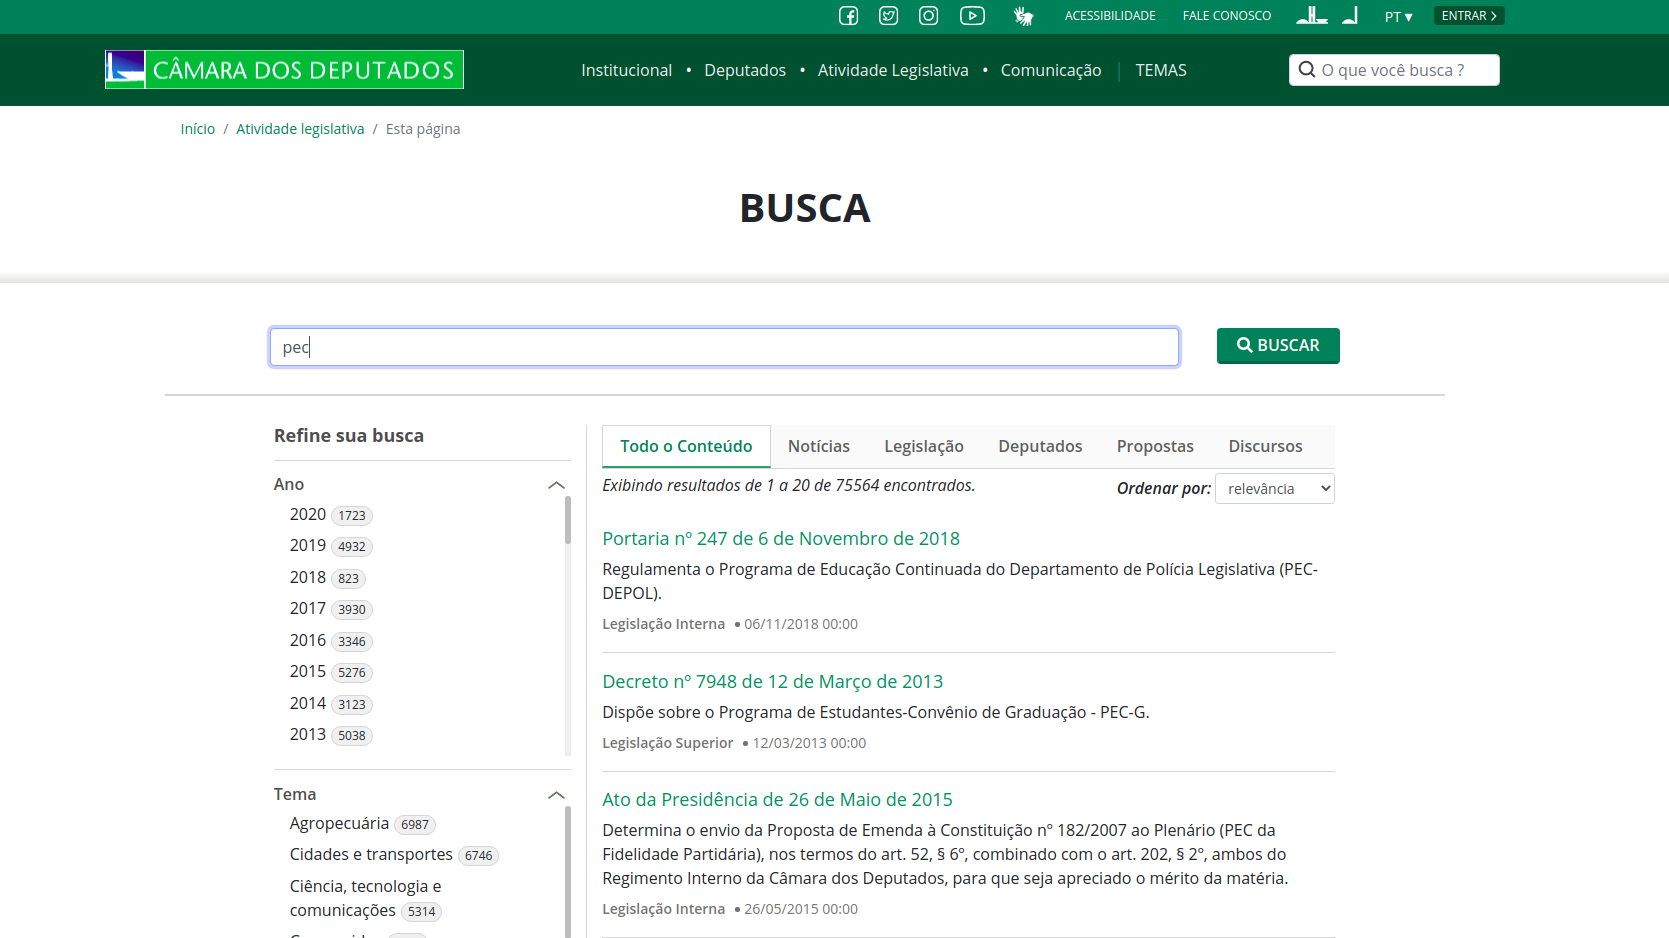 ACESSIBILIDADE FALE CONOSCO PT ▾ ENTRAR
CÂMARA DOS DEPUTADOS
Institucional • Deputados • Atividade Legislativa • Comunicação | TEMAS
O que você busca ?
Início / Atividade legislativa / Esta página
BUSCA
pec
BUSCAR
Refine sua busca
Ano
2020 1723
2019 4932
2018 823
2017 3930
2016 3346
2015 5276
2014 3123
2013 5038
Tema
Agropecuária 6987
Cidades e transportes 6746
Ciência, tecnologia e
comunicações 5314
Todo o Conteúdo Notícias Legislação Deputados Propostas Discursos
Exibindo resultados de 1 a 20 de 75564 encontrados.
Ordenar por: relevância
Portaria nº 247 de 6 de Novembro de 2018
Regulamenta o Programa de Educação Continuada do Departamento de Polícia Legislativa (PEC-
DEPOL).
Legislação Interna • 06/11/2018 00:00
Decreto nº 7948 de 12 de Março de 2013
Dispõe sobre o Programa de Estudantes-Convênio de Graduação - PEC-G.
Legislação Superior • 12/03/2013 00:00
Ato da Presidência de 26 de Maio de 2015
Determina o envio da Proposta de Emenda à Constituição nº 182/2007 ao Plenário (PEC da
Fidelidade Partidária), nos termos do art. 52, § 6º, combinado com o art. 202, § 2º, ambos do
Regimento Interno da Câmara dos Deputados, para que seja apreciado o mérito da matéria.
Legislação Interna • 26/05/2015 00:00